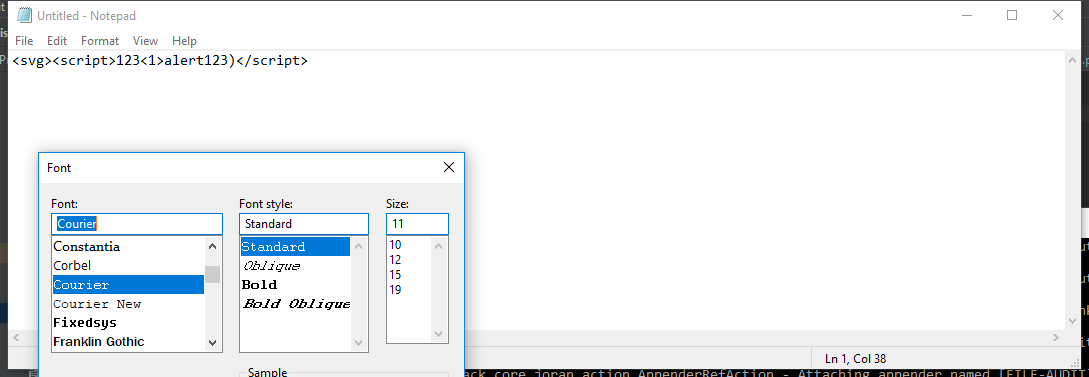 Untitled - Notepad
File Edit Format View Help
<svg><script>123<1>alert123)</script>
Font
Font: Font style: Size:
Courier Standard 11
Constantia
Corbel
Courier
Courier New
Fixedsys
Franklin Gothic
Standard
Oblique
Bold
Bold Oblique
10
12
15
19
Sample
Ln 1, Col 38
ack core joran action AppenderRefAction - Attaching appender named [FILE-AUDIT